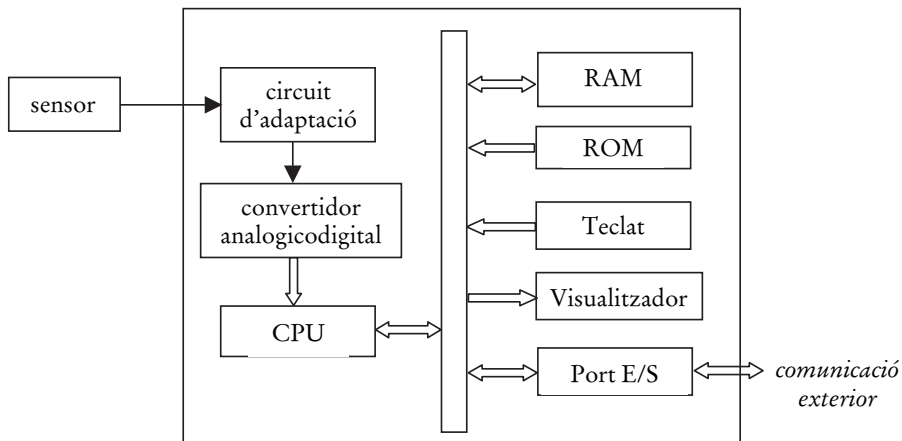 sensor
circuit
d'adaptació
convertidor
analogicodigital
CPU
RAM
ROM
Teclat
Visualitzador
Port E/S
comunicació
exterior